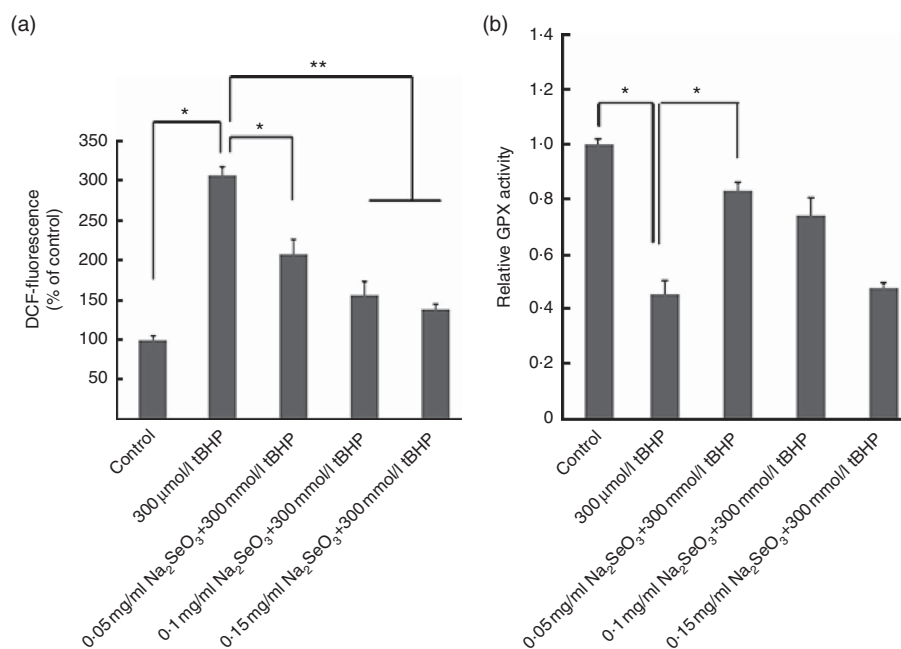 (a)
**
*
*
350
300
250
200
150
100
50
DCF-fluorescence
(% of control)
Control
300 µmol/l tBHP
0·05 mg/ml Na₂SeO₃+300 mmol/l tBHP
0·1 mg/ml Na₂SeO₃+300 mmol/l tBHP
0·15 mg/ml Na₂SeO₃+300 mmol/l tBHP
(b)
1·4
1·2
1·0
0·8
0·6
0·4
0·2
0
Relative GPX activity
*
*
Control
300 µmol/l tBHP
0·05 mg/ml Na₂SeO₃+300 mmol/l tBHP
0·1 mg/ml Na₂SeO₃+300 mmol/l tBHP
0·15 mg/ml Na₂SeO₃+300 mmol/l tBHP